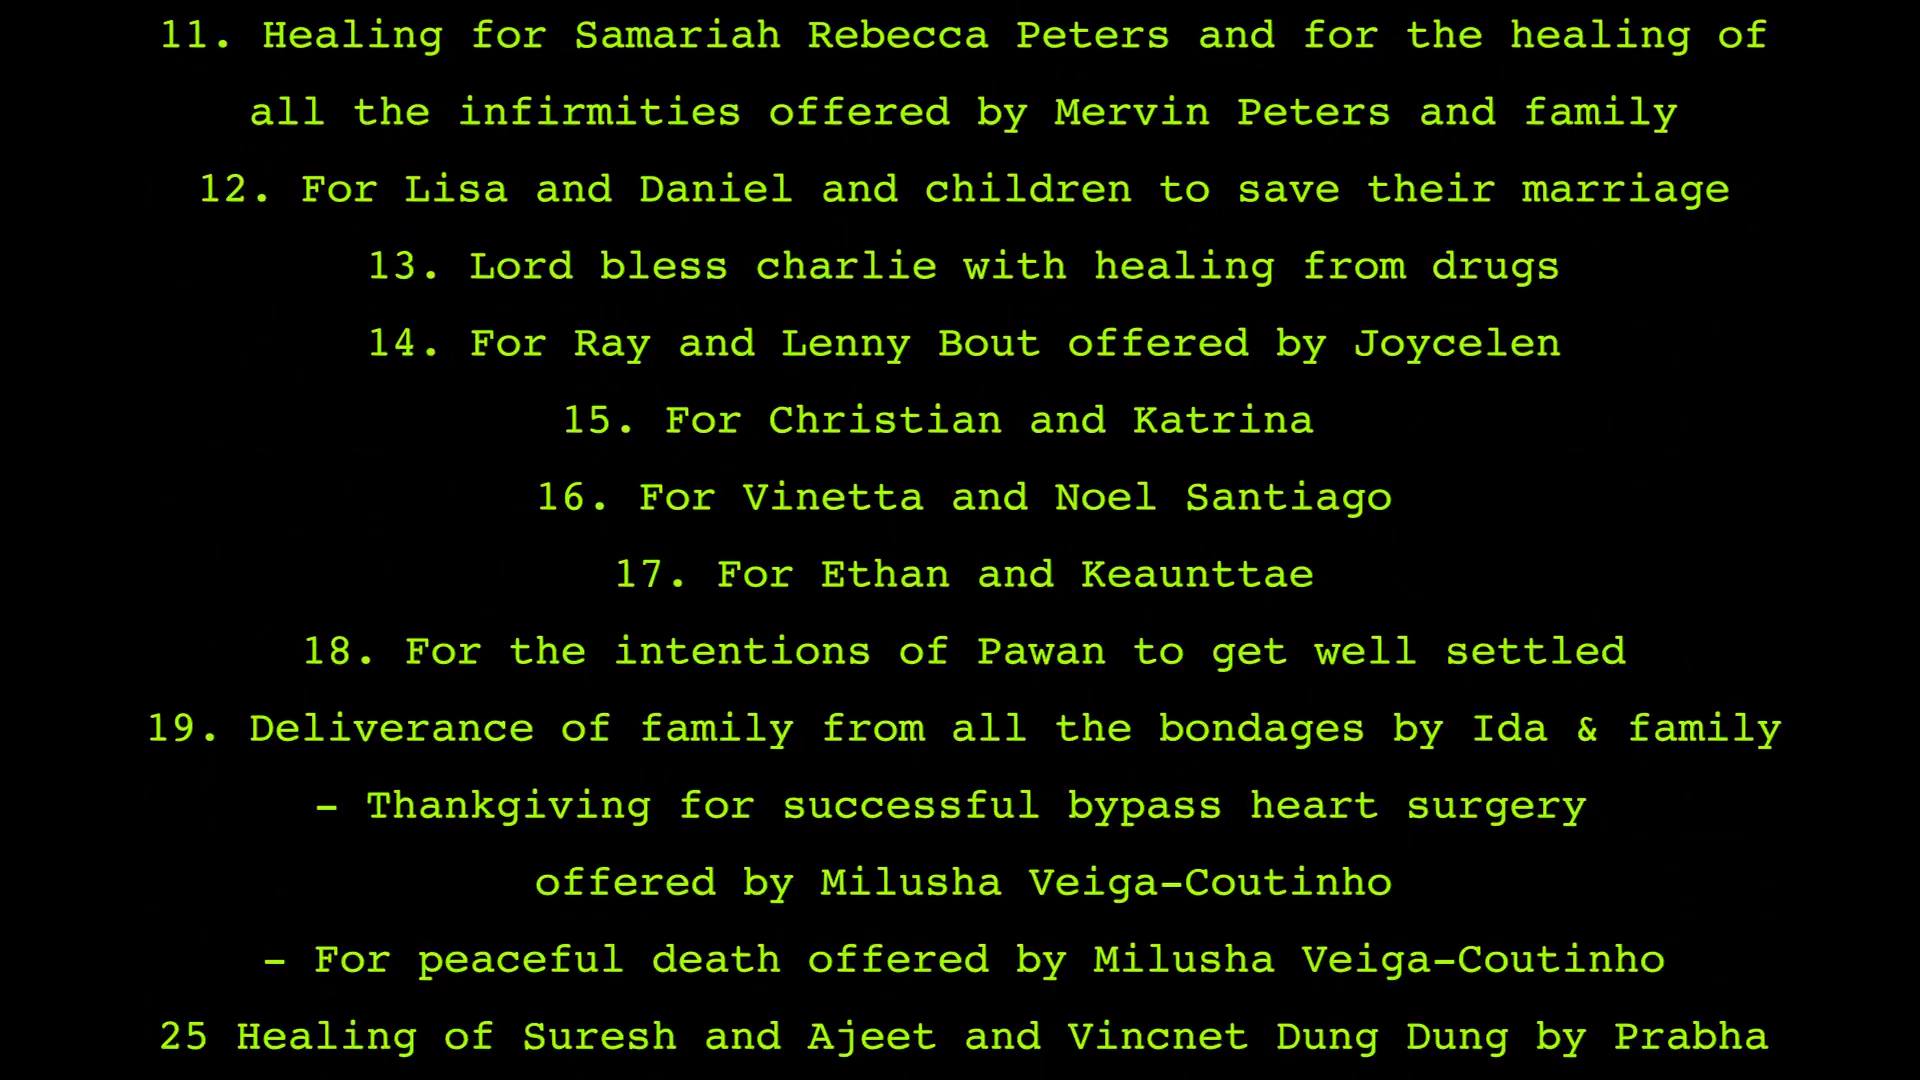 11. Healing for Samariah Rebecca Peters and for the healing of
all the infirmities offered by Mervin Peters and family
12. For Lisa and Daniel and children to save their marriage
13. Lord bless charlie with healing from drugs
14. For Ray and Lenny Bout offered by Joycelen
15. For Christian and Katrina
16. For Vinetta and Noel Santiago
17. For Ethan and Keaunttae
18. For the intentions of Pawan to get well settled
19. Deliverance of family from all the bondages by Ida & family
- Thankgiving for successful bypass heart surgery
offered by Milusha Veiga-Coutinho
- For peaceful death offered by Milusha Veiga-Coutinho
25 Healing of Suresh and Ajeet and Vincnet Dung Dung by Prabha